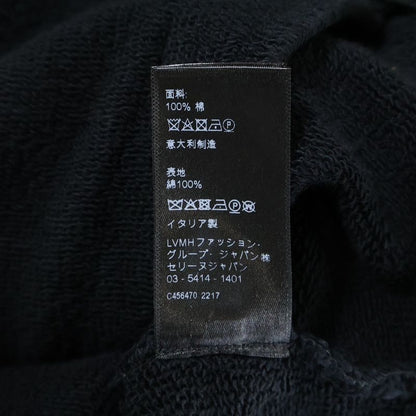 面料:
100% 棉
P
意大利制造
表地
綿100%
P W
イタリア製
LVMHファッション・
グループ・ジャパン㈱
セリーヌジャパン
03 - 5414 - 1401
C456470 2217